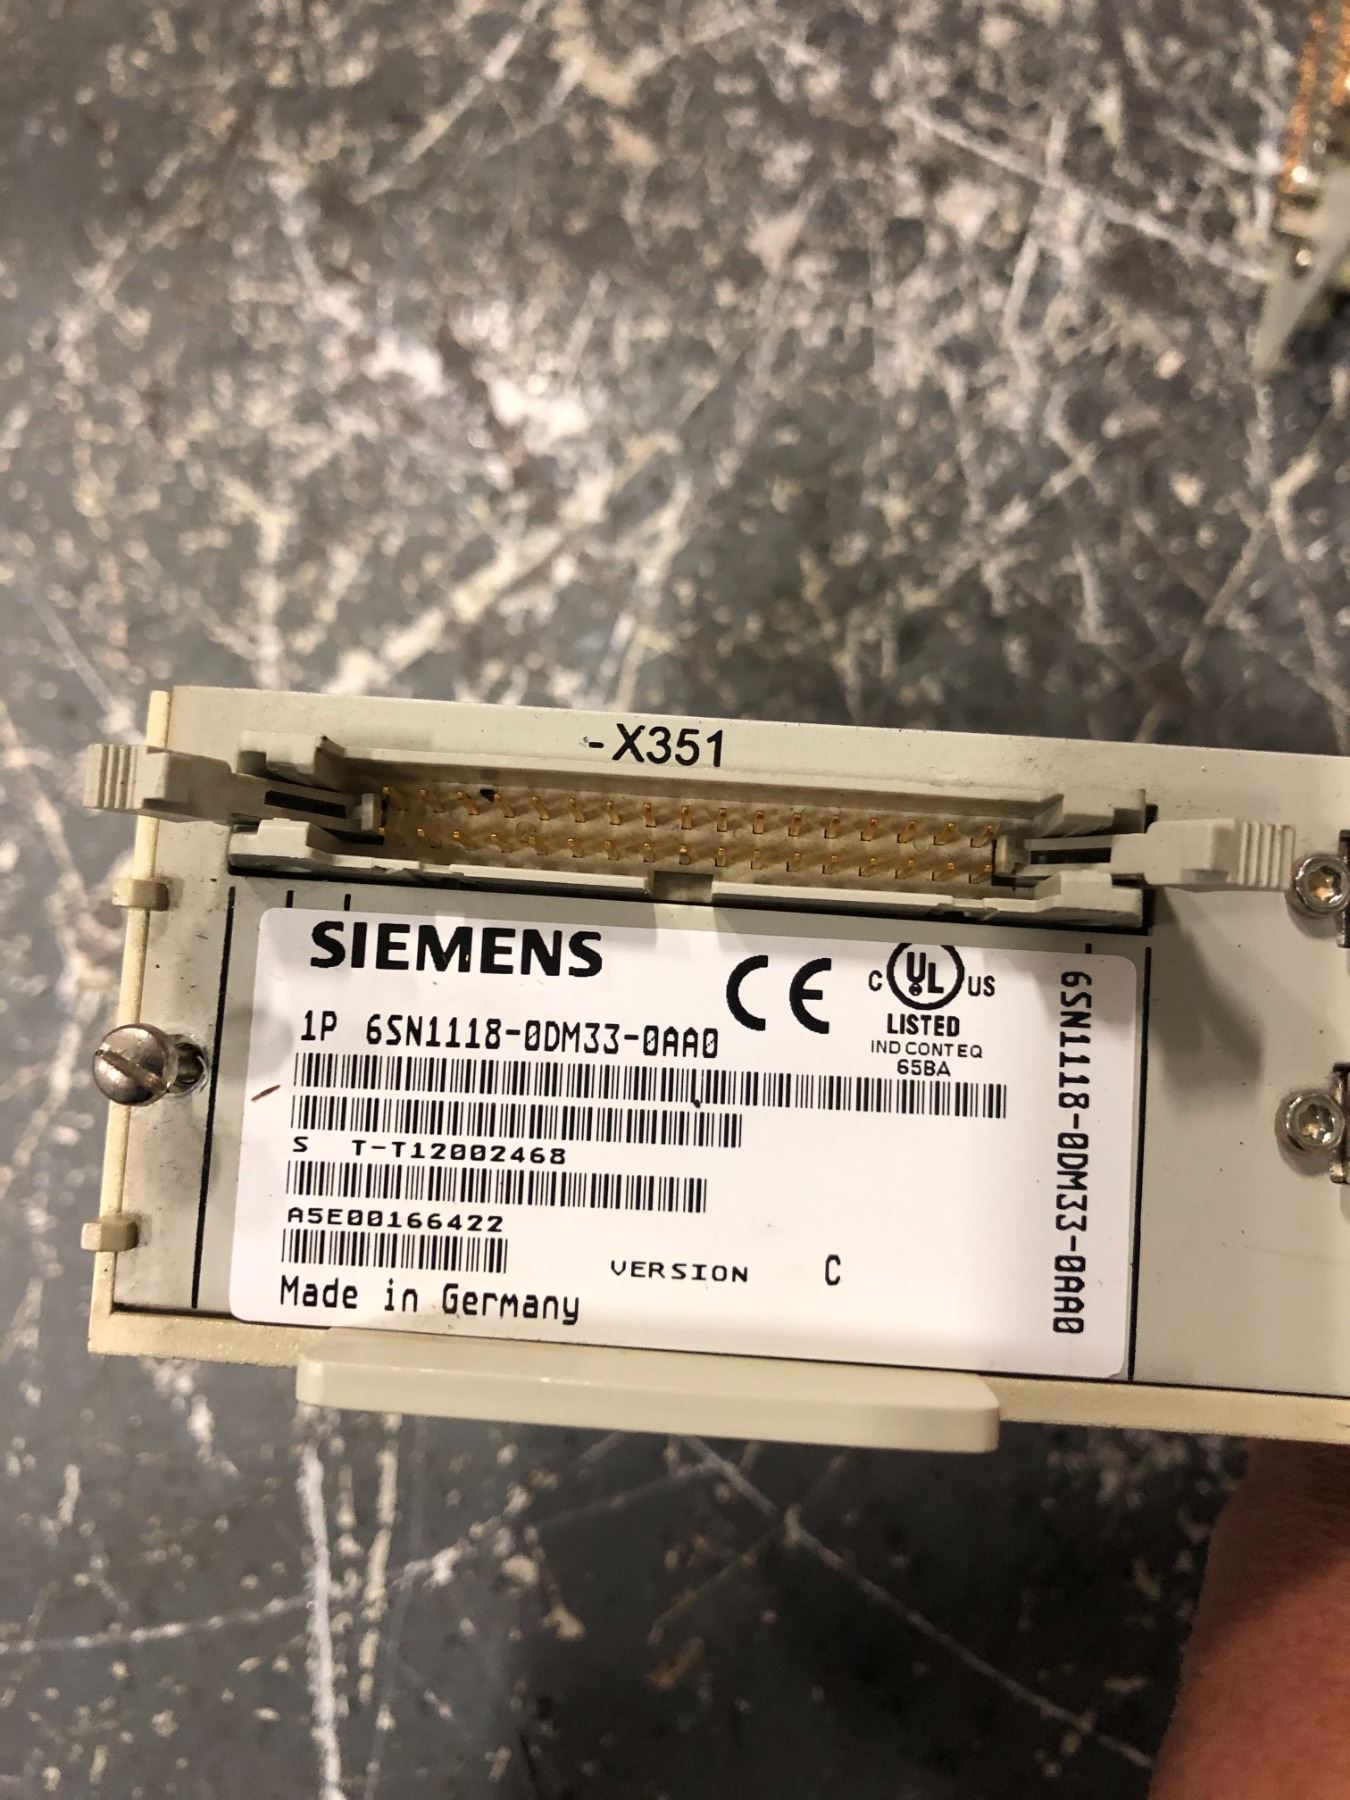 -X351
SIEMENS
CE
C UL US
LISTED
IND CONT EQ
65BA
1P 6SN1118-0DM33-0AA0
S T-T12002468
A5E00166422
VERSION C
Made in Germany
6SN1118-0DM33-0AA0